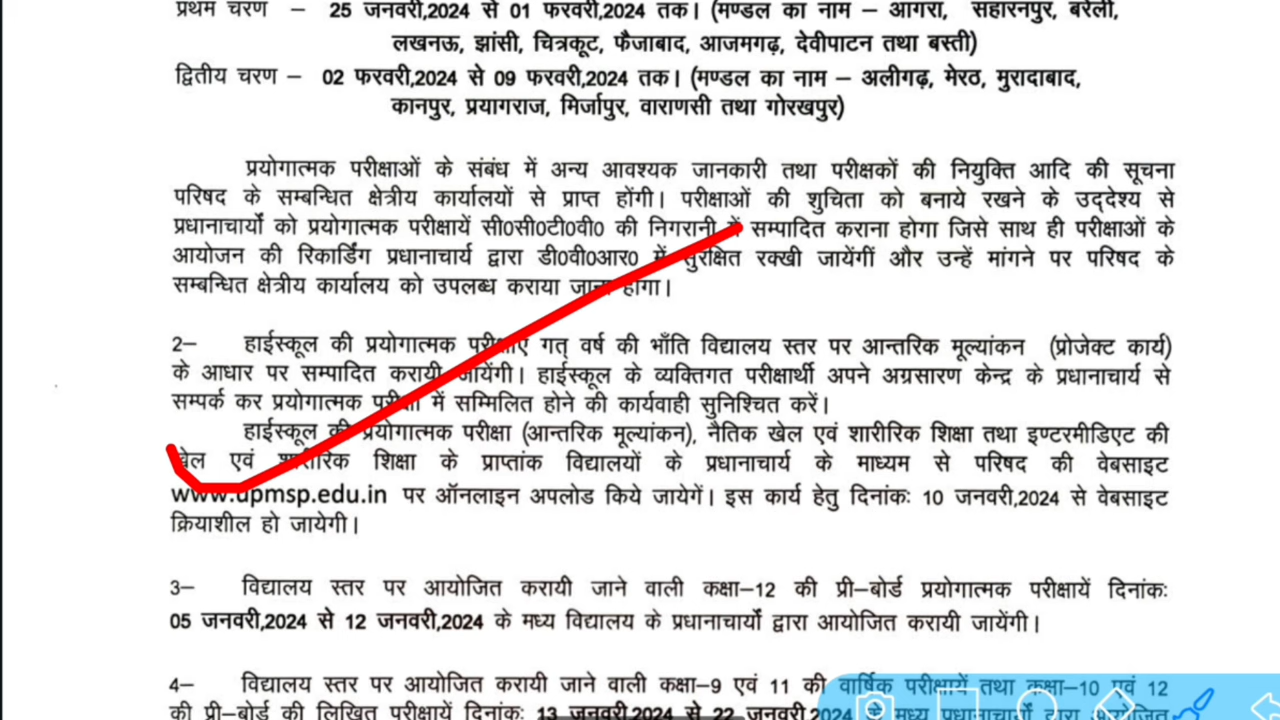 प्रथम चरण – 25 जनवरी,2024 से 01 फरवरी,2024 तक। (मण्डल का नाम – आगरा, सहारनपुर, बरेली,
लखनऊ, झांसी, चित्रकूट, फैजाबाद, आजमगढ़, देवीपाटन तथा बस्ती)
द्वितीय चरण – 02 फरवरी,2024 से 09 फरवरी,2024 तक। (मण्डल का नाम – अलीगढ़, मेरठ, मुरादाबाद,
कानपुर, प्रयागराज, मिर्जापुर, वाराणसी तथा गोरखपुर)
प्रयोगात्मक परीक्षाओं के संबंध में अन्य आवश्यक जानकारी तथा परीक्षकों की नियुक्ति आदि की सूचना
परिषद के सम्बन्धित क्षेत्रीय कार्यालयों से प्राप्त होंगी। परीक्षाओं की शुचिता को बनाये रखने के उद्देश्य से
प्रधानाचार्यों को प्रयोगात्मक परीक्षायें सी0सी0टी0वी0 की निगरानी में सम्पादित कराना होगा जिसे साथ ही परीक्षाओं के
आयोजन की रिकार्डिंग प्रधानाचार्य द्वारा डी0वी0आर0 में सुरक्षित रक्खी जायेंगीं और उन्हें मांगने पर परिषद के
सम्बन्धित क्षेत्रीय कार्यालय को उपलब्ध कराया जाना होगा।
2– हाईस्कूल की प्रयोगात्मक परीक्षाएं गत् वर्ष की भाँति विद्यालय स्तर पर आन्तरिक मूल्यांकन (प्रोजेक्ट कार्य)
के आधार पर सम्पादित करायी जायेंगी। हाईस्कूल के व्यक्तिगत परीक्षार्थी अपने अग्रसारण केन्द्र के प्रधानाचार्य से
सम्पर्क कर प्रयोगात्मक परीक्षा में सम्मिलित होने की कार्यवाही सुनिश्चित करें।
हाईस्कूल की प्रयोगात्मक परीक्षा (आन्तरिक मूल्यांकन), नैतिक खेल एवं शारीरिक शिक्षा तथा इण्टरमीडिएट की
खेल एवं शारीरिक शिक्षा के प्राप्तांक विद्यालयों के प्रधानाचार्य के माध्यम से परिषद की वेबसाइट
www.upmsp.edu.in पर ऑनलाइन अपलोड किये जायेगें। इस कार्य हेतु दिनांकः 10 जनवरी,2024 से वेबसाइट
क्रियाशील हो जायेगी।
3– विद्यालय स्तर पर आयोजित करायी जाने वाली कक्षा–12 की प्री–बोर्ड प्रयोगात्मक परीक्षायें दिनांकः
05 जनवरी,2024 से 12 जनवरी,2024 के मध्य विद्यालय के प्रधानाचार्यो द्वारा आयोजित करायी जायेंगी।
4– विद्यालय स्तर पर आयोजित करायी जाने वाली कक्षा–9 एवं 11 की वार्षिक परीक्षायें तथा कक्षा–10 एवं 12
की प्री–बोर्ड की लिखित परीक्षायें दिनांकः 13 जनवरी,2024 से 22 जनवरी,2024 के मध्य प्रधानाचार्यो द्वारा आयोजित